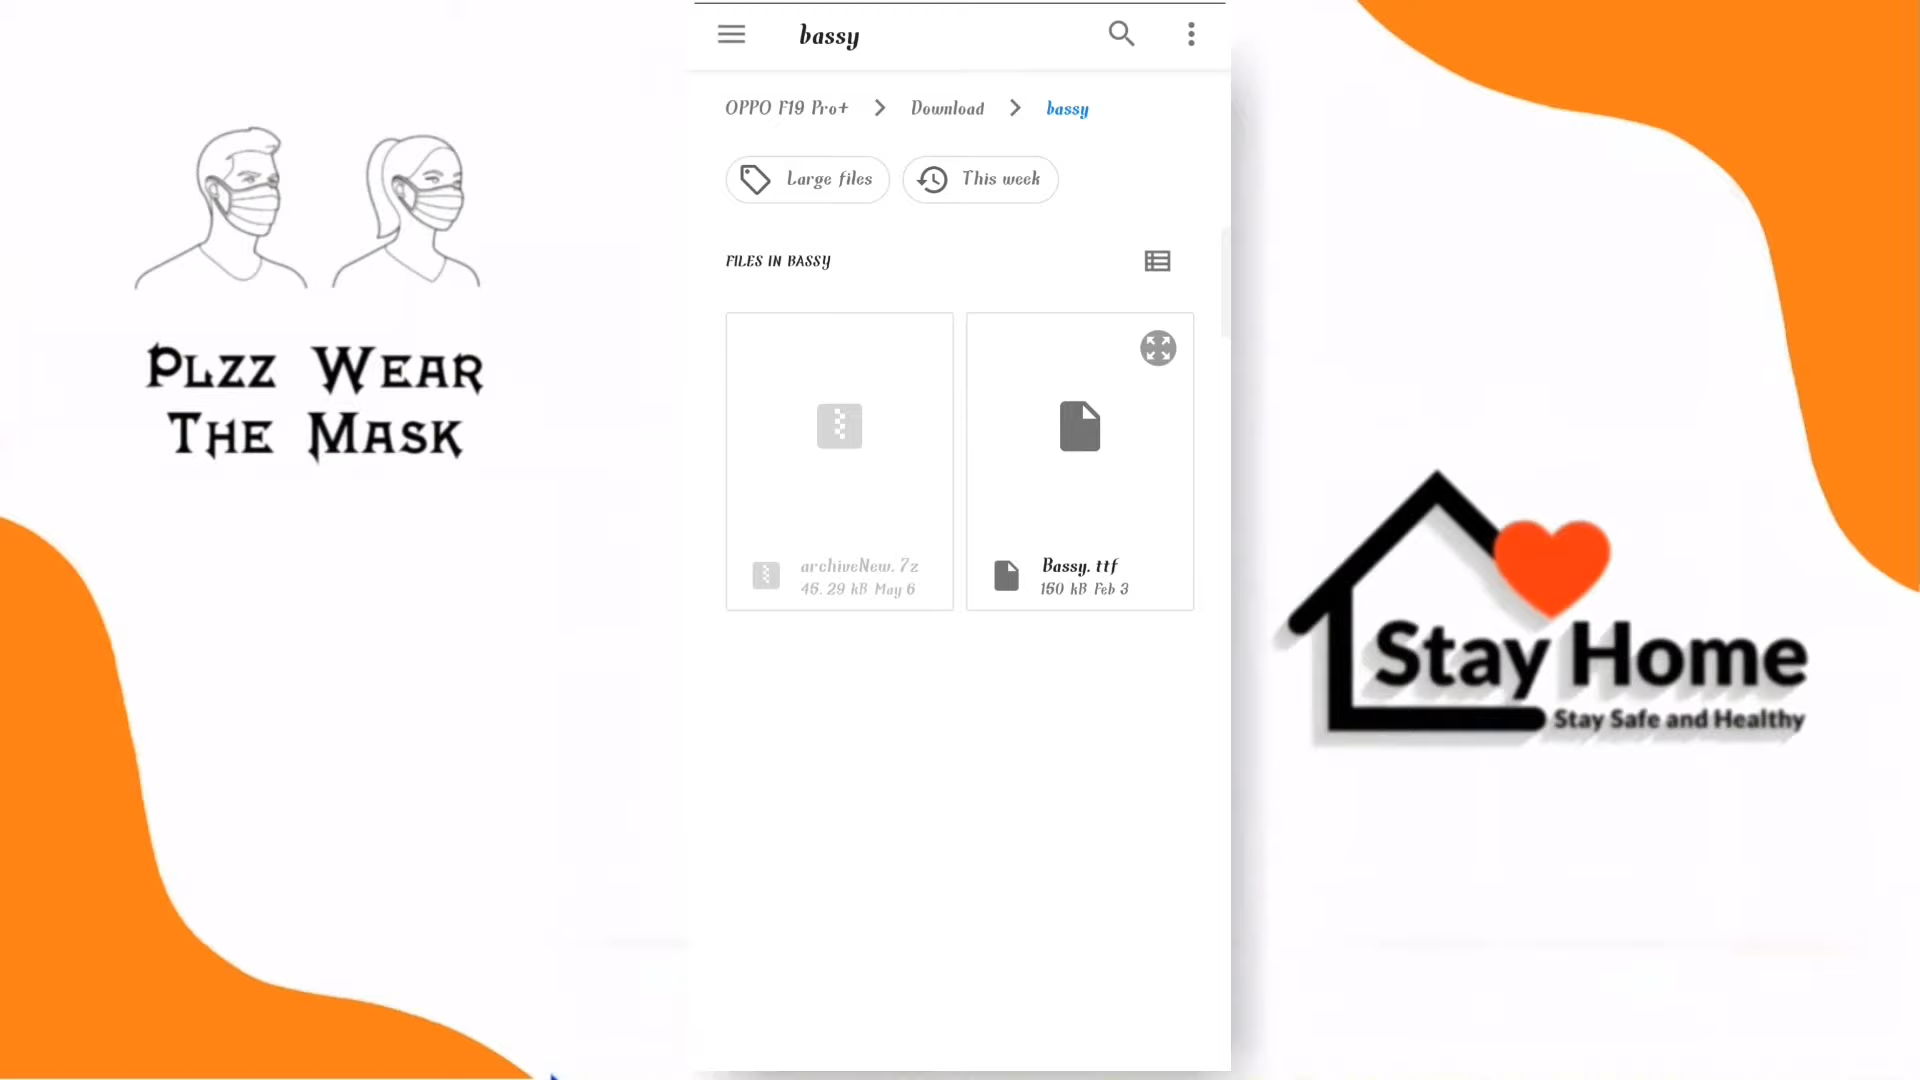 Plzz Wear
The Mask
bassy
OPPO F19 Pro+
Download
bassy
Large files
This week
FILES IN BASSY
archiveNew.7z
45.29 kB May 6
Bassy.ttf
150 kB Feb 3
Stay Home
Stay Safe and Healthy